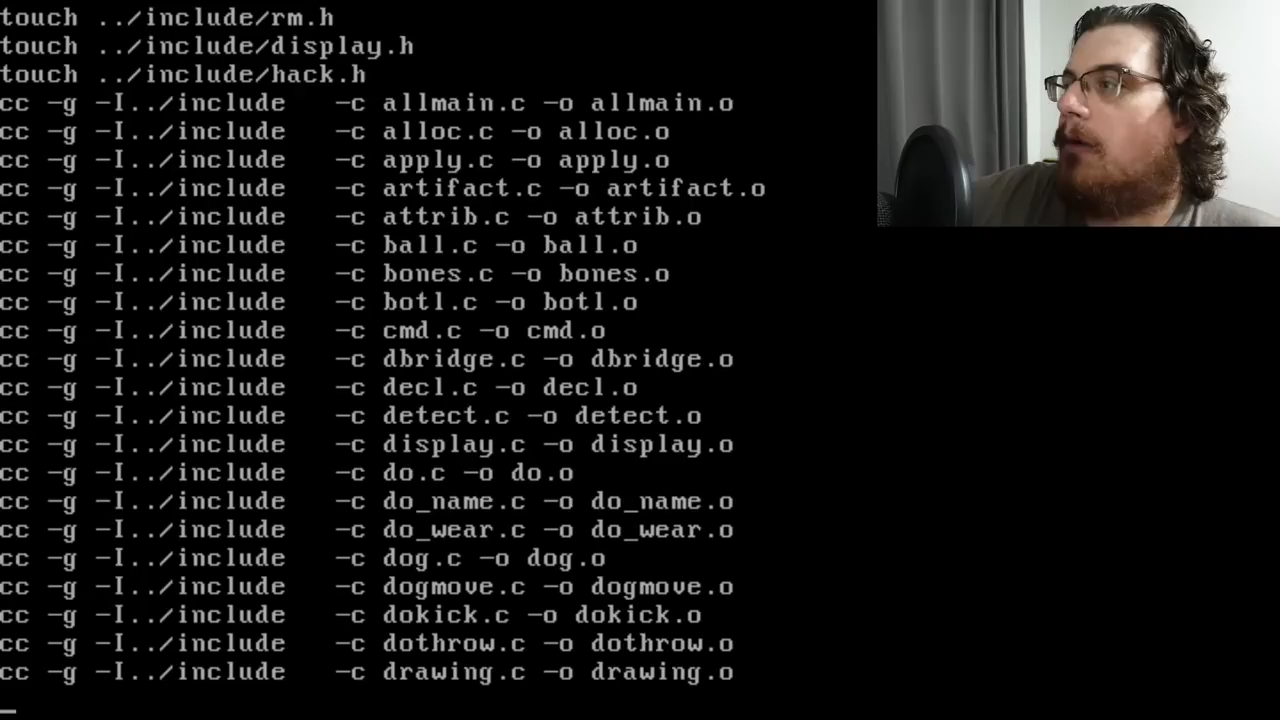 touch ../include/rm.h
touch ../include/display.h
touch ../include/hack.h
cc -g -I../include   -c allmain.c -o allmain.o
cc -g -I../include   -c alloc.c -o alloc.o
cc -g -I../include   -c apply.c -o apply.o
cc -g -I../include   -c artifact.c -o artifact.o
cc -g -I../include   -c attrib.c -o attrib.o
cc -g -I../include   -c ball.c -o ball.o
cc -g -I../include   -c bones.c -o bones.o
cc -g -I../include   -c botl.c -o botl.o
cc -g -I../include   -c cmd.c -o cmd.o
cc -g -I../include   -c dbridge.c -o dbridge.o
cc -g -I../include   -c decl.c -o decl.o
cc -g -I../include   -c detect.c -o detect.o
cc -g -I../include   -c display.c -o display.o
cc -g -I../include   -c do.c -o do.o
cc -g -I../include   -c do_name.c -o do_name.o
cc -g -I../include   -c do_wear.c -o do_wear.o
cc -g -I../include   -c dog.c -o dog.o
cc -g -I../include   -c dogmove.c -o dogmove.o
cc -g -I../include   -c dokick.c -o dokick.o
cc -g -I../include   -c dothrow.c -o dothrow.o
cc -g -I../include   -c drawing.c -o drawing.o